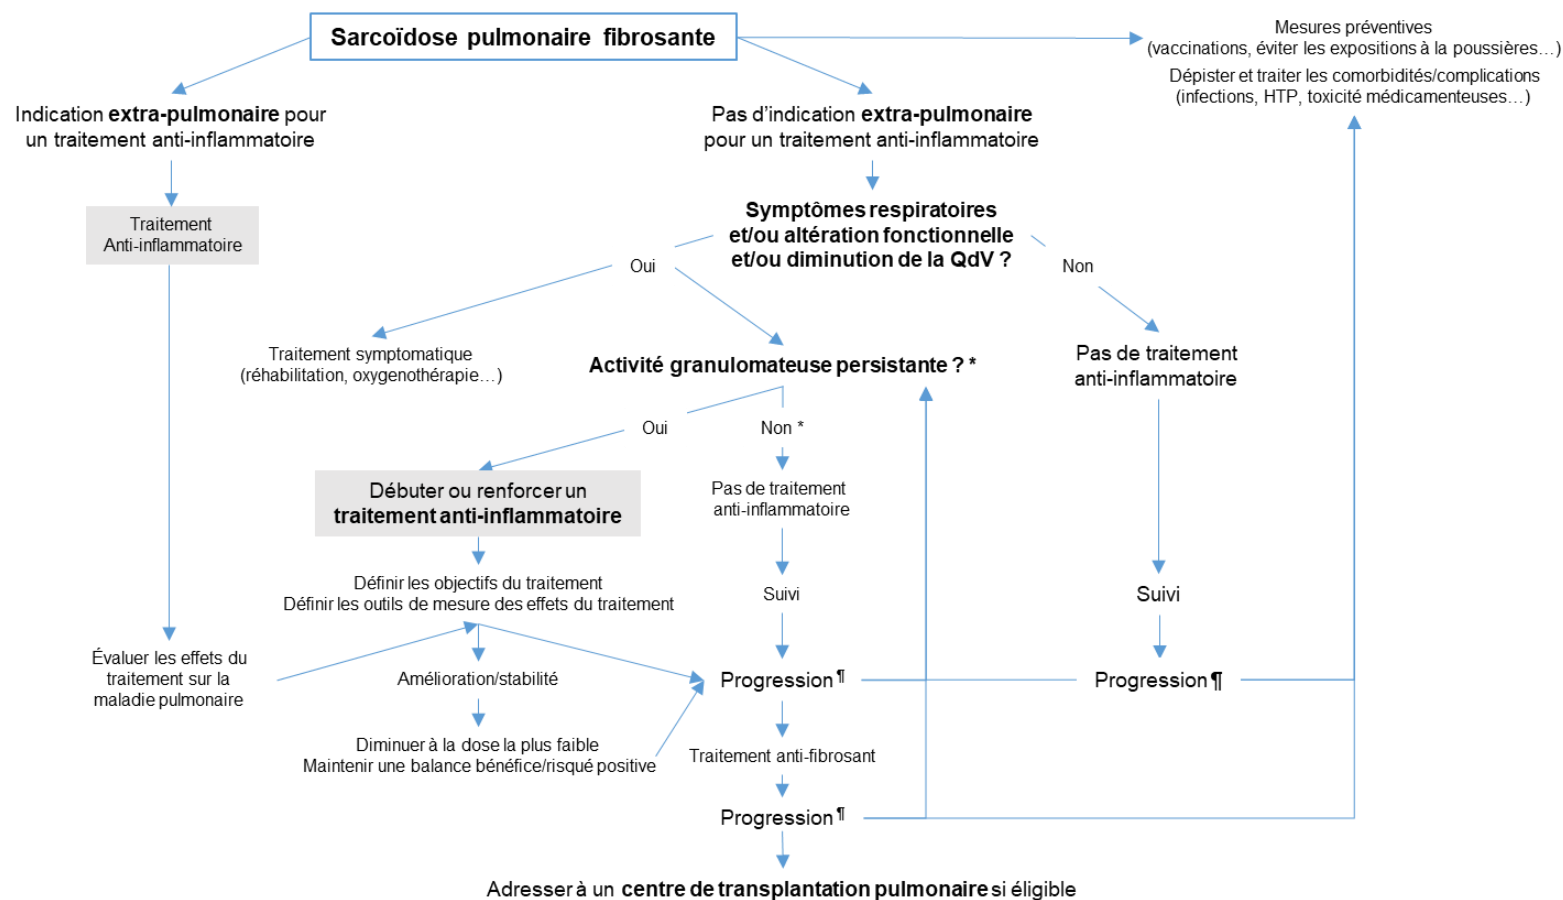 Sarcoïdose pulmonaire fibrosante
Mesures préventives
(vaccinations, éviter les expositions à la poussières…)
Dépister et traiter les comorbidités/complications
(infections, HTP, toxicité médicamenteuses…)
Indication extra-pulmonaire pour
un traitement anti-inflammatoire
Pas d’indication extra-pulmonaire
pour un traitement anti-inflammatoire
Traitement
Anti-inflammatoire
Symptômes respiratoires
et/ou altération fonctionnelle
et/ou diminution de la QdV ?
Oui
Non
Traitement symptomatique
(réhabilitation, oxygenothérapie…)
Activité granulomateuse persistante ? *
Pas de traitement
anti-inflammatoire
Oui
Non *
Débuter ou renforcer un
traitement anti-inflammatoire
Pas de traitement
anti-inflammatoire
Définir les objectifs du traitement
Définir les outils de mesure des effets du traitement
Suivi
Suivi
Évaluer les effets du
traitement sur la
maladie pulmonaire
Amélioration/stabilité
Progression ¶
Progression ¶
Diminuer à la dose la plus faible
Maintenir une balance bénéfice/risqué positive
Traitement anti-fibrosant
Progression ¶
Adresser à un centre de transplantation pulmonaire si éligible